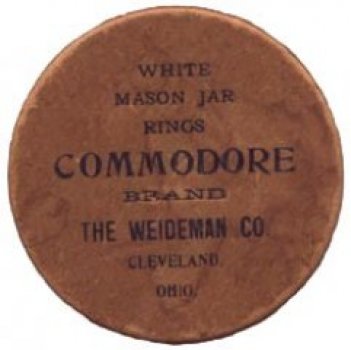 WHITE
MASON JAR
RINGS
COMMODORE
BRAND
THE WEIDEMAN CO.
CLEVELAND.
OHIO.